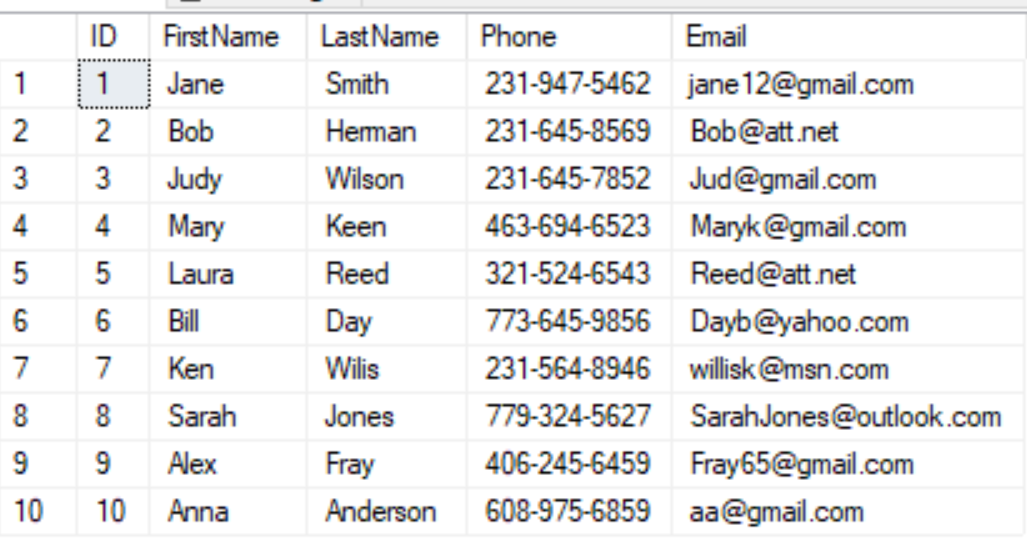 ID FirstName LastName Phone Email
1 1 Jane Smith 231-947-5462 jane12@gmail.com
2 2 Bob Herman 231-645-8569 Bob@att.net
3 3 Judy Wilson 231-645-7852 Jud@gmail.com
4 4 Mary Keen 463-694-6523 Maryk@gmail.com
5 5 Laura Reed 321-524-6543 Reed@att.net
6 6 Bill Day 773-645-9856 Dayb@yahoo.com
7 7 Ken Wilis 231-564-8946 willisk@msn.com
8 8 Sarah Jones 779-324-5627 SarahJones@outlook.com
9 9 Alex Fray 406-245-6459 Fray65@gmail.com
10 10 Anna Anderson 608-975-6859 aa@gmail.com